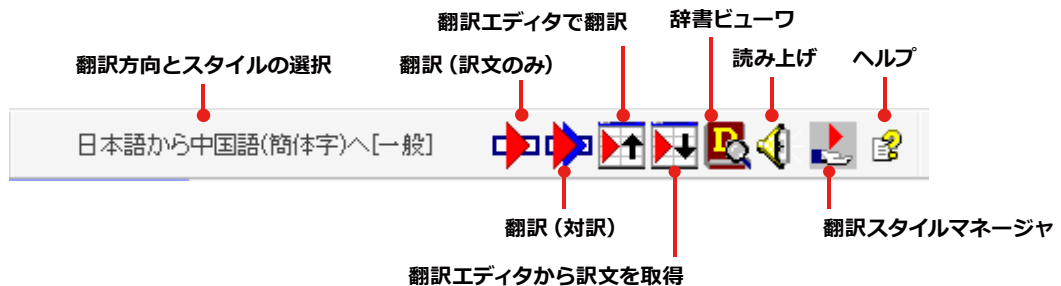 翻訳エディタで翻訳
辞書ビューワ
翻訳方向とスタイルの選択
翻訳（訳文のみ）
読み上げ
ヘルプ
日本語から中国語(簡体字)へ[一般]
翻訳（対訳）
翻訳スタイルマネージャ
翻訳エディタから訳文を取得